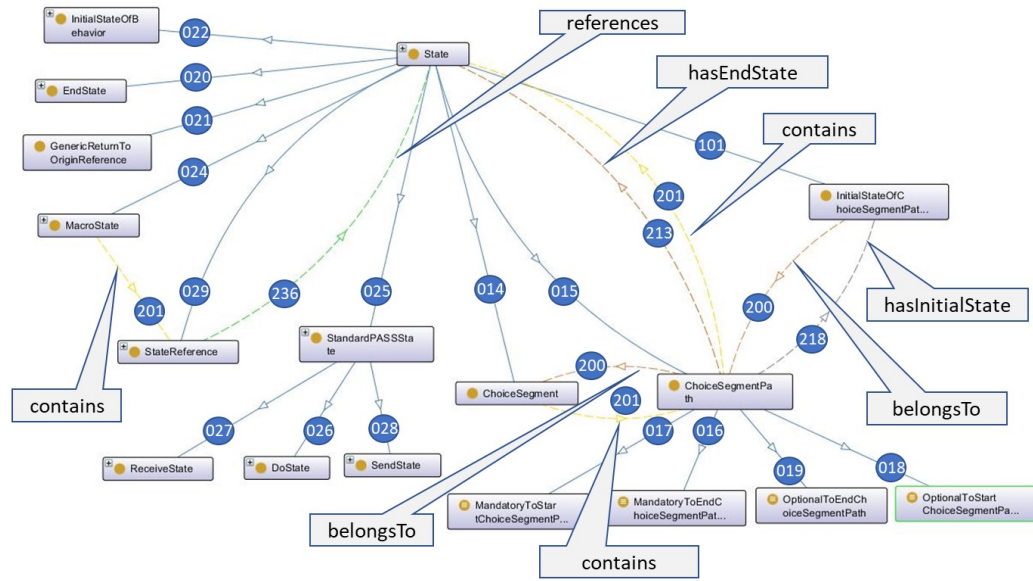 InitialStateOfB
ehavior
022
references
State
hasEndState
020
EndState
021
contains
GenericReturnTo
OriginReference
101
024
201
InitialStateOfC
hoiceSegmentPat...
MacroState
213
029
236
025
014
015
200
hasInitialState
201
218
StandardPASSSta
te
StateReference
200
ChoiceSegmentPa
th
ChoiceSegment
contains
belongsTo
201
027
026
028
017
016
ReceiveState
DoState
SendState
019
018
MandatoryToStar
tChoiceSegmentP...
MandatoryToEndC
hoiceSegmentPat...
OptionalToEndCh
oiceSegmentPath
OptionalToStart
ChoiceSegmentPa...
belongsTo
contains